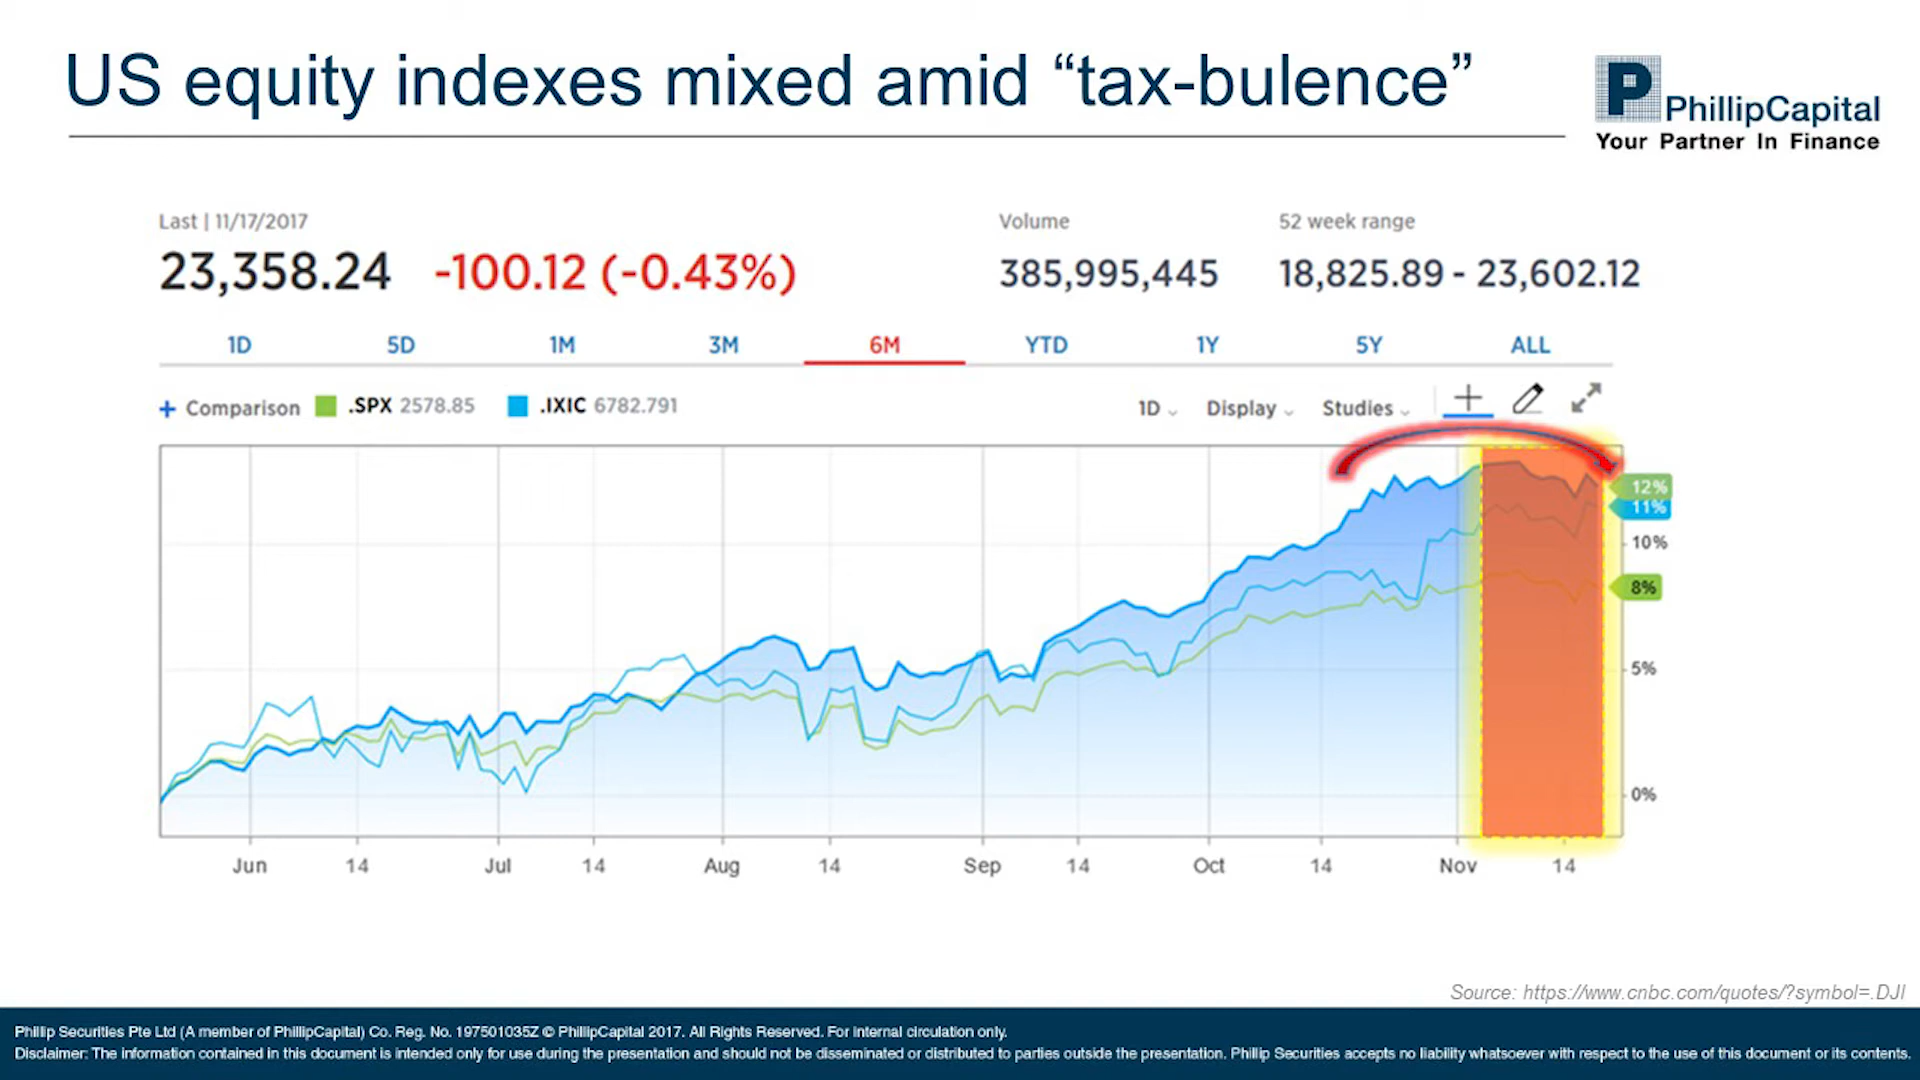 US equity indexes mixed amid “tax-bulence”
P PhillipCapital
Your Partner In Finance
Last | 11/17/2017
23,358.24 -100.12 (-0.43%)
Volume
385,995,445
52 week range
18,825.89 - 23,602.12
1D 5D 1M 3M 6M YTD 1Y 5Y ALL
+ Comparison .SPX 2578.85 .IXIC 6782.791 1D Display Studies
12%
11%
10%
8%
5%
0%
Jun 14 Jul 14 Aug 14 Sep 14 Oct 14 Nov 14
Source: https://www.cnbc.com/quotes/?symbol=.DJI
Phillip Securities Pte Ltd (A member of PhillipCapital) Co. Reg. No. 197501035Z © PhillipCapital 2017. All Rights Reserved. For internal circulation only.
Disclaimer: The information contained in this document is intended only for use during the presentation and should not be disseminated or distributed to parties outside the presentation. Phillip Securities accepts no liability whatsoever with respect to the use of this document or its contents.